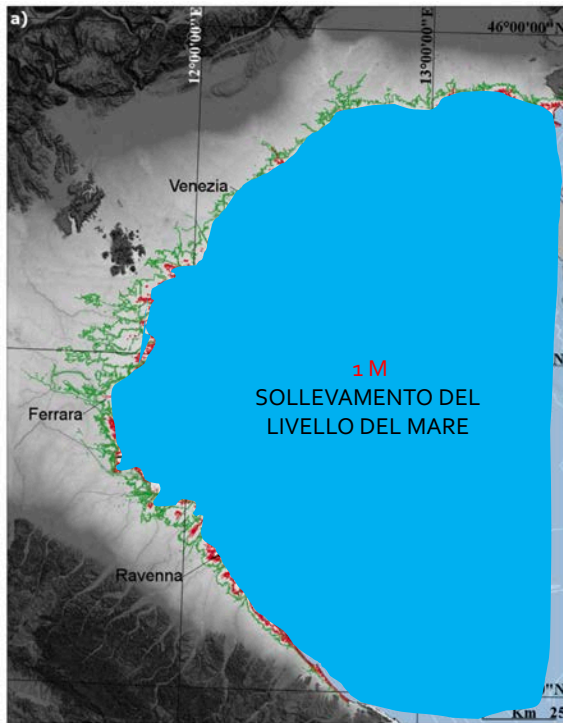 a)
12°00'00"E
13°00'00"E
46°00'00"N
Venezia
1 M
SOLLEVAMENTO DEL
LIVELLO DEL MARE
Ferrara
Ravenna
Km 25